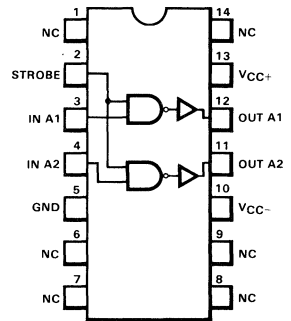 1 14
NC NC
2 13
STROBE VCC+
3 12
IN A1 OUT A1
4 11
IN A2 OUT A2
5 10
GND VCC−
6 9
NC NC
7 8
NC NC